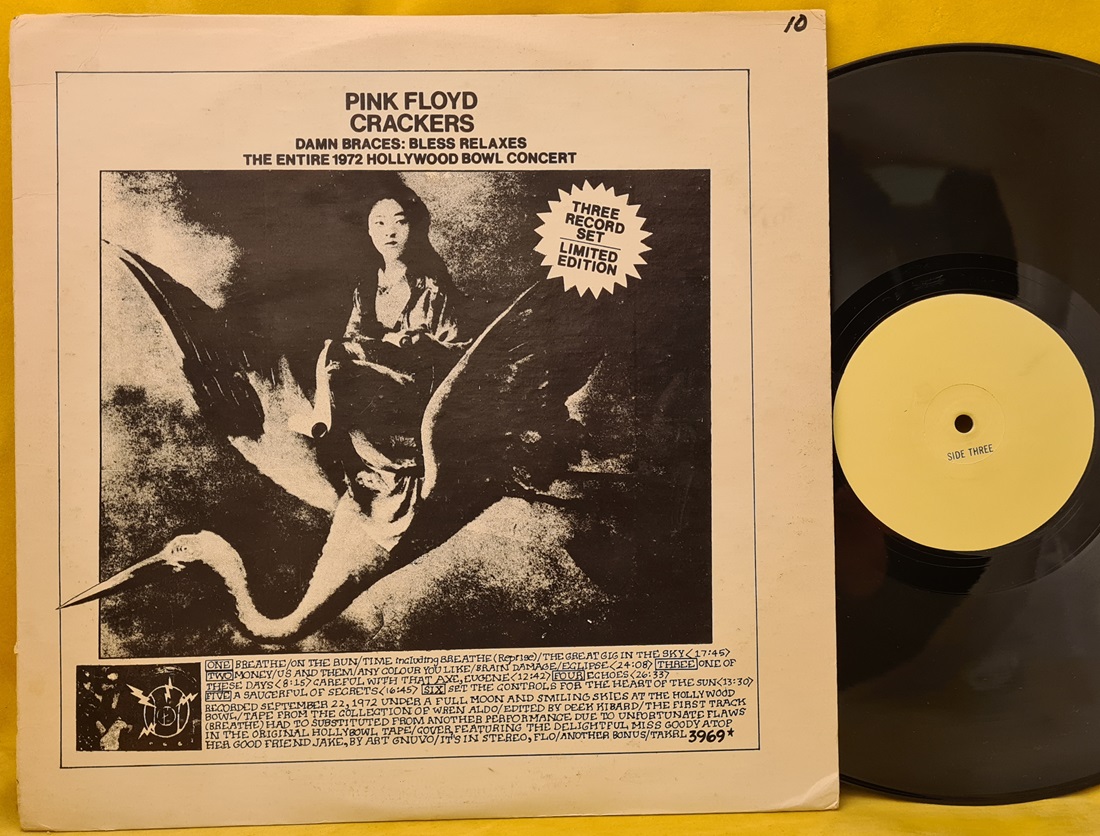 10
PINK FLOYD
CRACKERS
DAMN BRACES: BLESS RELAXES
THE ENTIRE 1972 HOLLYWOOD BOWL CONCERT
THREE
RECORD
SET
LIMITED
EDITION
SIDE THREE
ONE BREATHE/ON THE BUN/TIME including BREATHE (Reprise)/THE GREAT GIG IN THE SKY<17:45>
TWO MONEY/US AND THEM/ANY COLOUR YOU LIKE/BRAIN DAMAGE/ECLIPSE<24:08> THREE ONE OF
THESE DAYS<8:15>CAREFUL WITH THAT AXE, EUGENE<12:42> FOUR ECHOES<26:33>
FIVE A SAUCERFUL OF SECRETS<16:45> SIX SET THE CONTROLS FOR THE HEART OF THE SUN<13:30>
RECORDED SEPTEMBER 22, 1972 UNDER A FULL MOON AND SMILING SKIES AT THE HOLLYWOOD
BOWL/TAPE FROM THE COLLECTION OF WREN ALDO/EDITED BY DEEK KIBARD/THE FIRST TRACK
(BREATHE) HAD TO SUBSTITUTED FROM ANOTHER PERFORMANCE DUE TO UNFORTUNATE FLAWS
IN THE ORIGINAL HOLLYBOWL TAPE/COVER, FEATURING THE DELIGHTFUL MISS GOODY ATOP
HER GOOD FRIEND JAKE, BY ART GNUVO/IT'S IN STEREO, FLO/ANOTHER BONUS/TAKRL 3969*